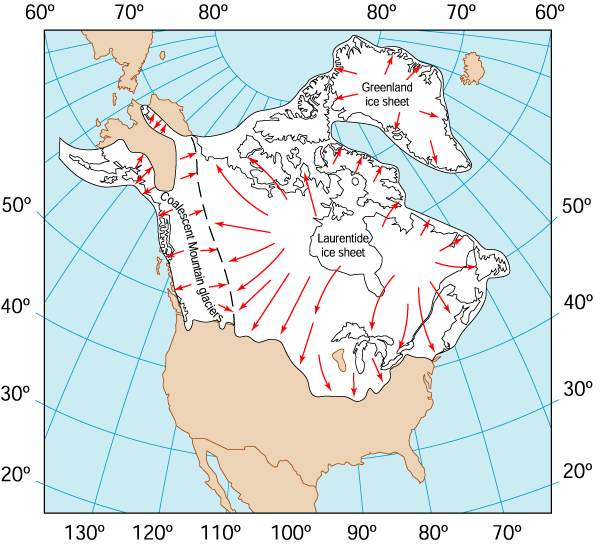 60º 70º 80º 80º 70º 60º
Greenland
ice sheet
50º 50º
Coalescent Mountain glaciers
Laurentide
ice sheet
40º 40º
30º 30º
20º 20º
130º 120º 110º 100º 90º 80º 70º